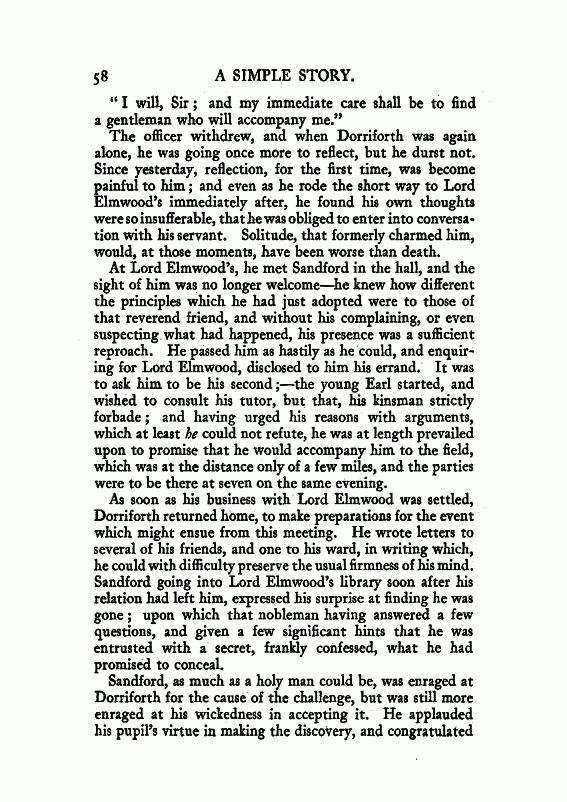 58 A SIMPLE STORY.
“ I will, Sir ; and my immediate care shall be to find
a gentleman who will accompany me.”
The officer withdrew, and when Dorriforth was again
alone, he was going once more to reflect, but he durst not.
Since yesterday, reflection, for the first time, was become
painful to him ; and even as he rode the short way to Lord
Elmwood’s immediately after, he found his own thoughts
were so insufferable, that he was obliged to enter into conversa-
tion with his servant. Solitude, that formerly charmed him,
would, at those moments, have been worse than death.
At Lord Elmwood’s, he met Sandford in the hall, and the
sight of him was no longer welcome—he knew how different
the principles which he had just adopted were to those of
that reverend friend, and without his complaining, or even
suspecting what had happened, his presence was a sufficient
reproach. He passed him as hastily as he could, and enquir-
ing for Lord Elmwood, disclosed to him his errand. It was
to ask him to be his second ;—the young Earl started, and
wished to consult his tutor, but that, his kinsman strictly
forbade ; and having urged his reasons with arguments,
which at least he could not refute, he was at length prevailed
upon to promise that he would accompany him to the field,
which was at the distance only of a few miles, and the parties
were to be there at seven on the same evening.
As soon as his business with Lord Elmwood was settled,
Dorriforth returned home, to make preparations for the event
which might ensue from this meeting. He wrote letters to
several of his friends, and one to his ward, in writing which,
he could with difficulty preserve the usual firmness of his mind.
Sandford going into Lord Elmwood’s library soon after his
relation had left him, expressed his surprise at finding he was
gone ; upon which that nobleman having answered a few
questions, and given a few significant hints that he was
entrusted with a secret, frankly confessed, what he had
promised to conceal.
Sandford, as much as a holy man could be, was enraged at
Dorriforth for the cause of the challenge, but was still more
enraged at his wickedness in accepting it. He applauded
his pupil’s virtue in making the discovery, and congratulated